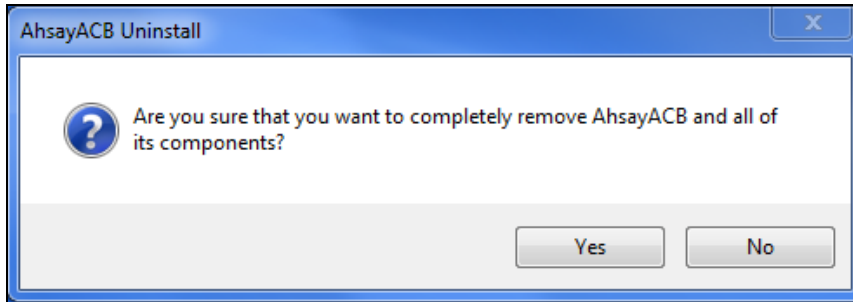 AhsayACB Uninstall
Are you sure that you want to completely remove AhsayACB and all of
its components?
Yes
No